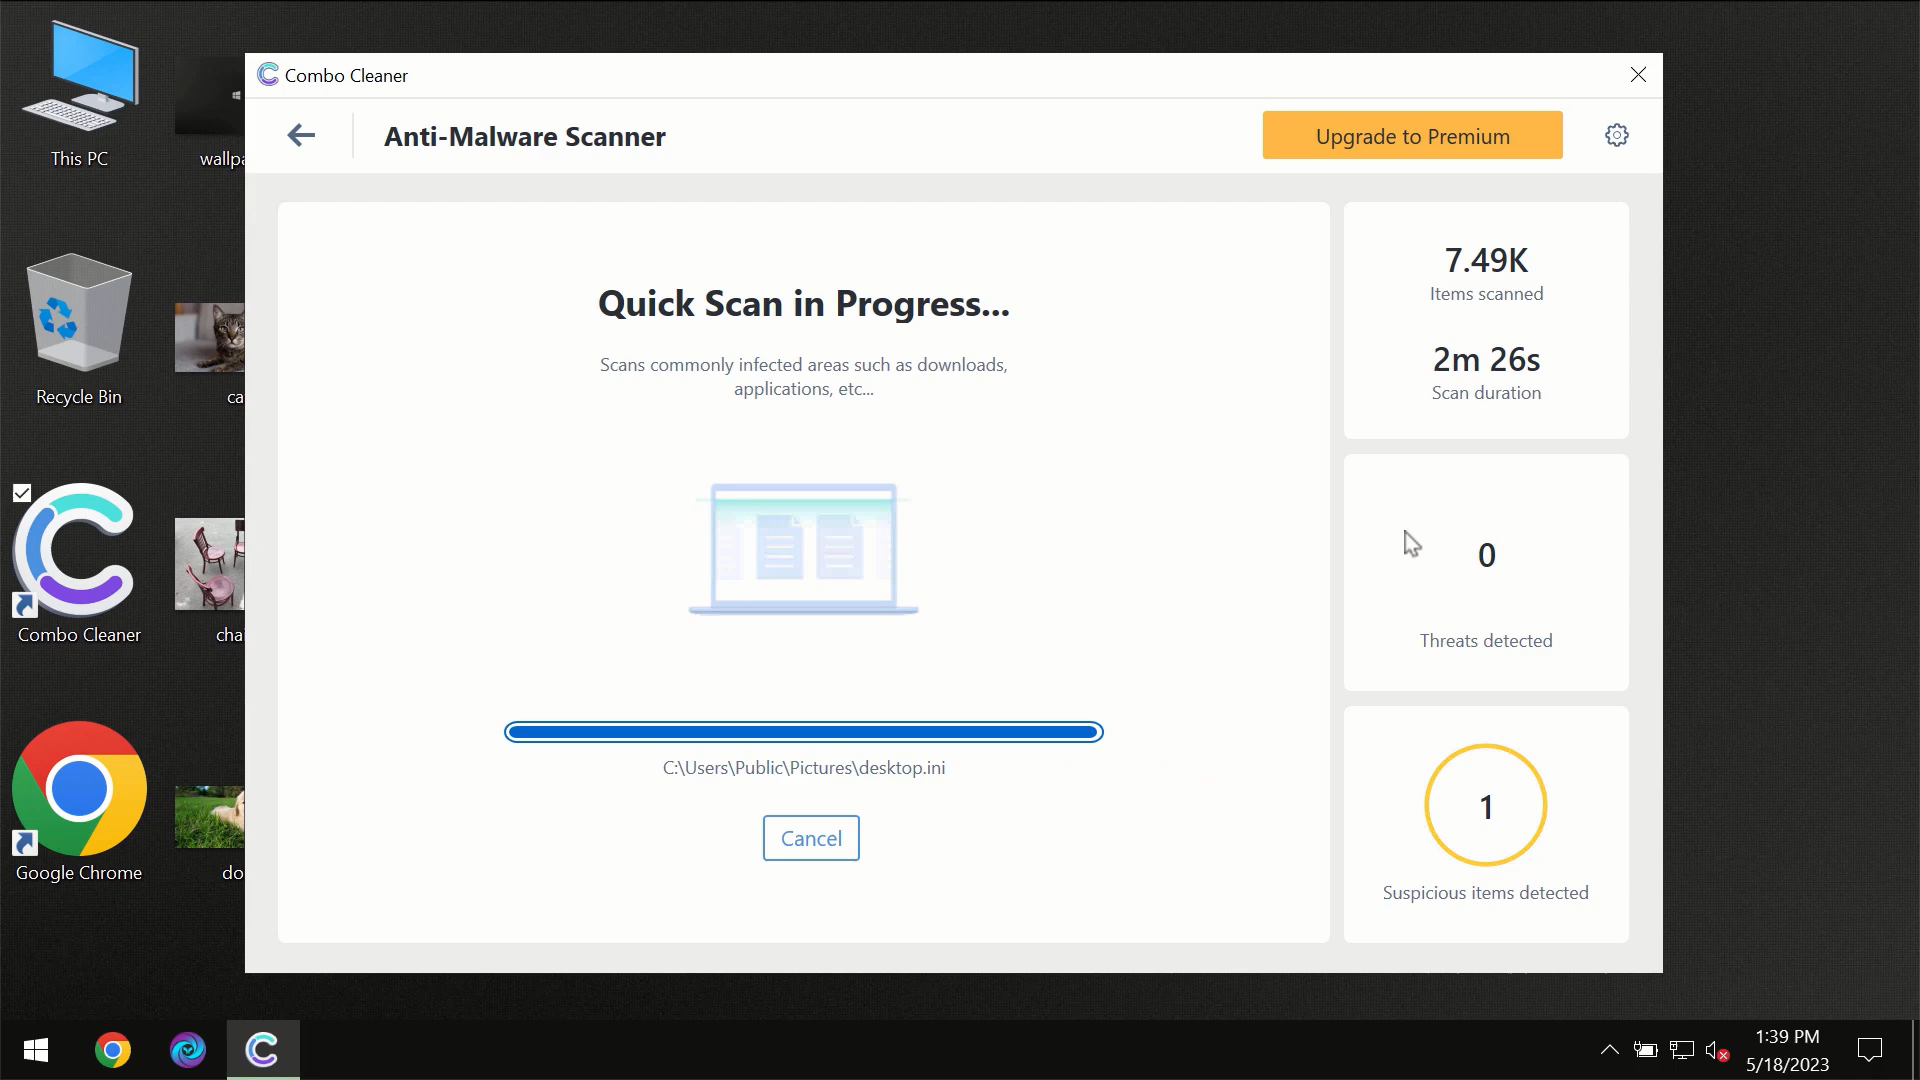 This PC
wallpa
Recycle Bin
ca
Combo Cleaner
chai
Google Chrome
do
Combo Cleaner
Anti-Malware Scanner
Upgrade to Premium
Quick Scan in Progress...
Scans commonly infected areas such as downloads,
applications, etc...
C:\Users\Public\Pictures\desktop.ini
Cancel
7.49K
Items scanned
2m 26s
Scan duration
0
Threats detected
1
Suspicious items detected
1:39 PM
5/18/2023